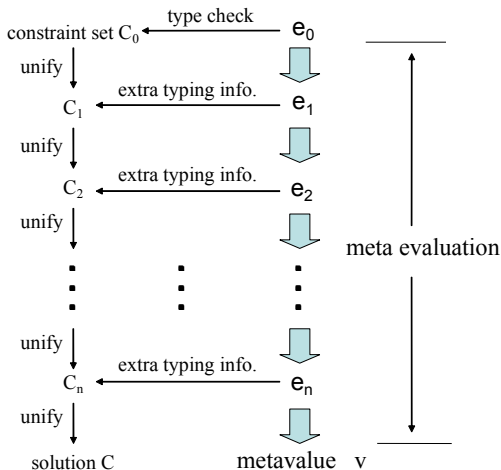 type check
constraint set C0 e0
unify
extra typing info.
C1 e1
unify
extra typing info.
C2 e2
unify
meta evaluation
unify
extra typing info.
Cn en
unify
solution C metavalue v